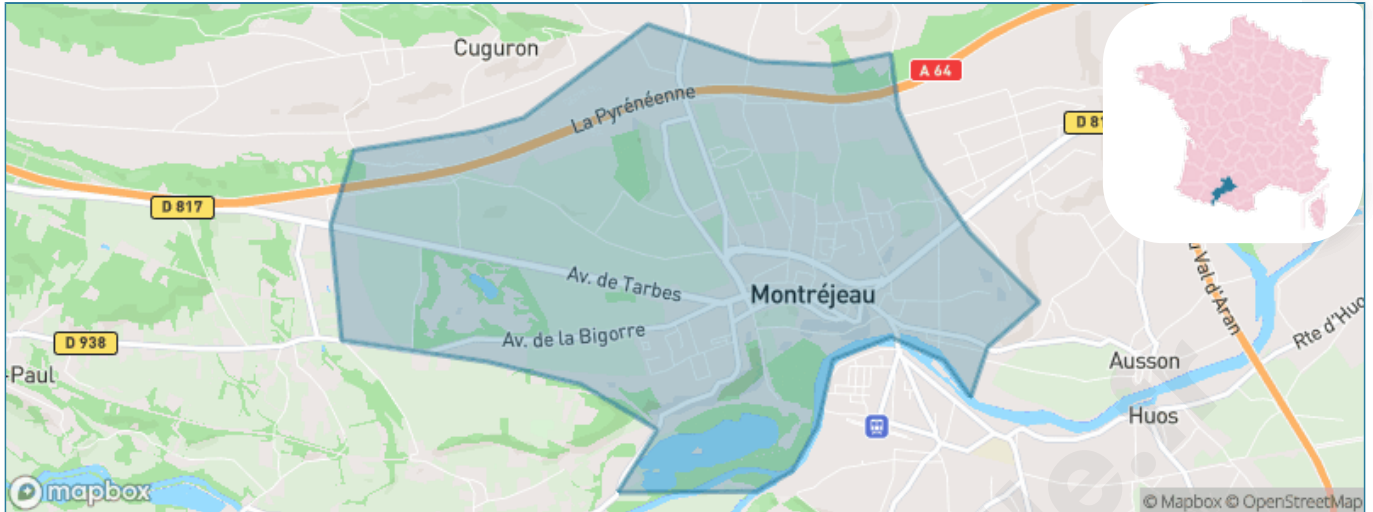 Cuguron
A 64
La Pyrénéenne
D 817
Av. de Tarbes
Montréjeau
Av. de la Bigorre
D 938
-Paul
Ausson
Huos
Val d'Aran
Rte d'Huo
mapbox
© Mapbox © OpenStreetMap